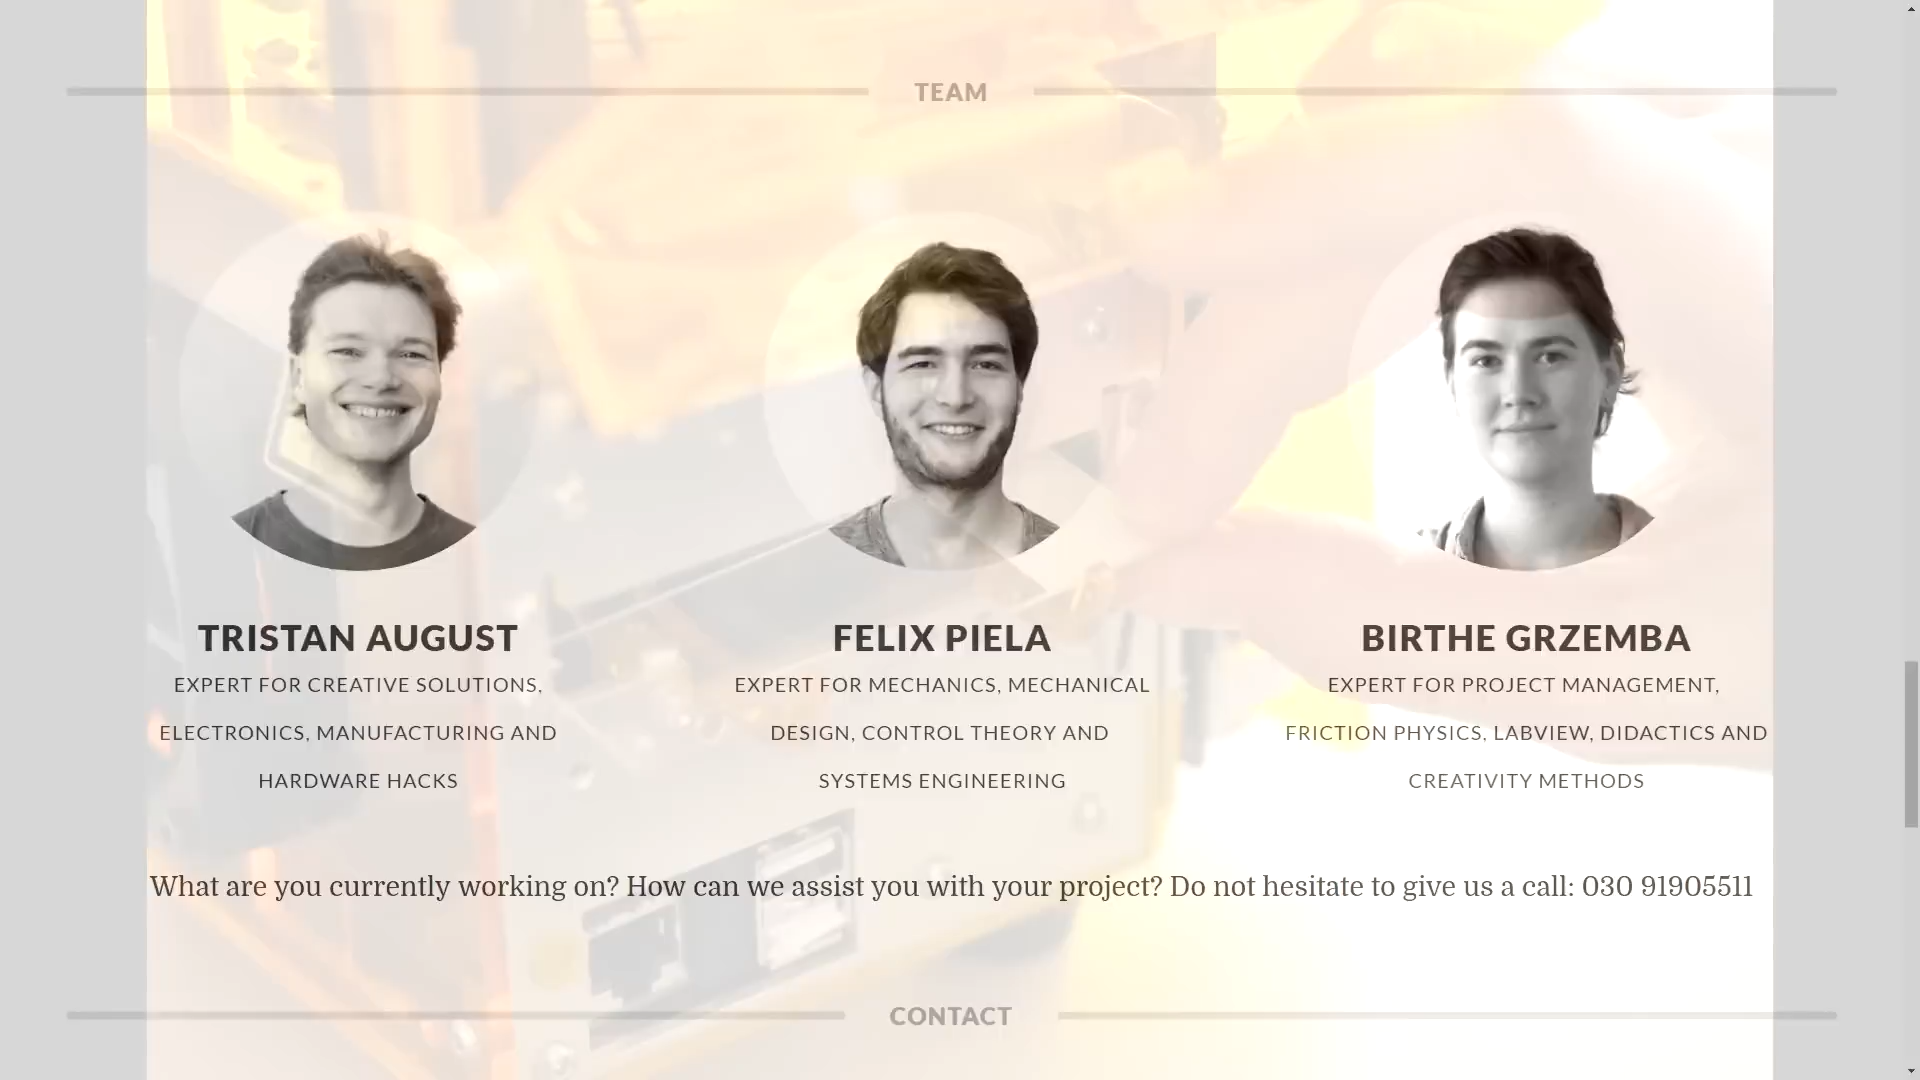 TEAM
TRISTAN AUGUST
EXPERT FOR CREATIVE SOLUTIONS,
ELECTRONICS, MANUFACTURING AND
HARDWARE HACKS
FELIX PIELA
EXPERT FOR MECHANICS, MECHANICAL
DESIGN, CONTROL THEORY AND
SYSTEMS ENGINEERING
BIRTHE GRZEMBA
EXPERT FOR PROJECT MANAGEMENT,
FRICTION PHYSICS, LABVIEW, DIDACTICS AND
CREATIVITY METHODS
What are you currently working on? How can we assist you with your project? Do not hesitate to give us a call: 030 91905511
CONTACT